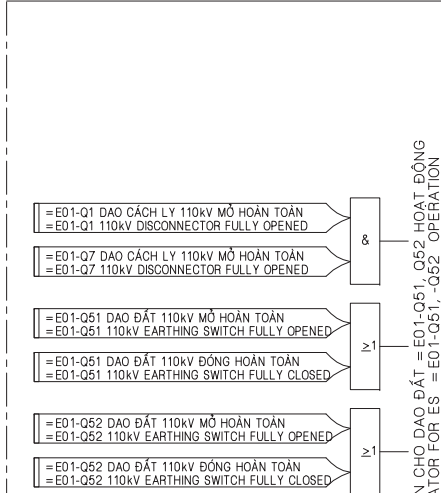 =E01-Q1 DAO CÁCH LY 110kV MỞ HOÀN TOÀN
=E01-Q1 110kV DISCONNECTOR FULLY OPENED
&
=E01-Q7 DAO CÁCH LY 110kV MỞ HOÀN TOÀN
=E01-Q7 110kV DISCONNECTOR FULLY OPENED
=E01-Q51 DAO ĐẤT 110kV MỞ HOÀN TOÀN
=E01-Q51 110kV EARTHING SWITCH FULLY OPENED
≥1
=E01-Q51 DAO ĐẤT 110kV ĐÓNG HOÀN TOÀN
=E01-Q51 110kV EARTHING SWITCH FULLY CLOSED
=E01-Q52 DAO ĐẤT 110kV MỞ HOÀN TOÀN
=E01-Q52 110kV EARTHING SWITCH FULLY OPENED
≥1
=E01-Q52 DAO ĐẤT 110kV ĐÓNG HOÀN TOÀN
=E01-Q52 110kV EARTHING SWITCH FULLY CLOSED
CHO DAO ĐẤT =E01-Q51, Q52 HOẠT ĐỘNG
FOR ES =E01-Q51, -Q52 OPERATION